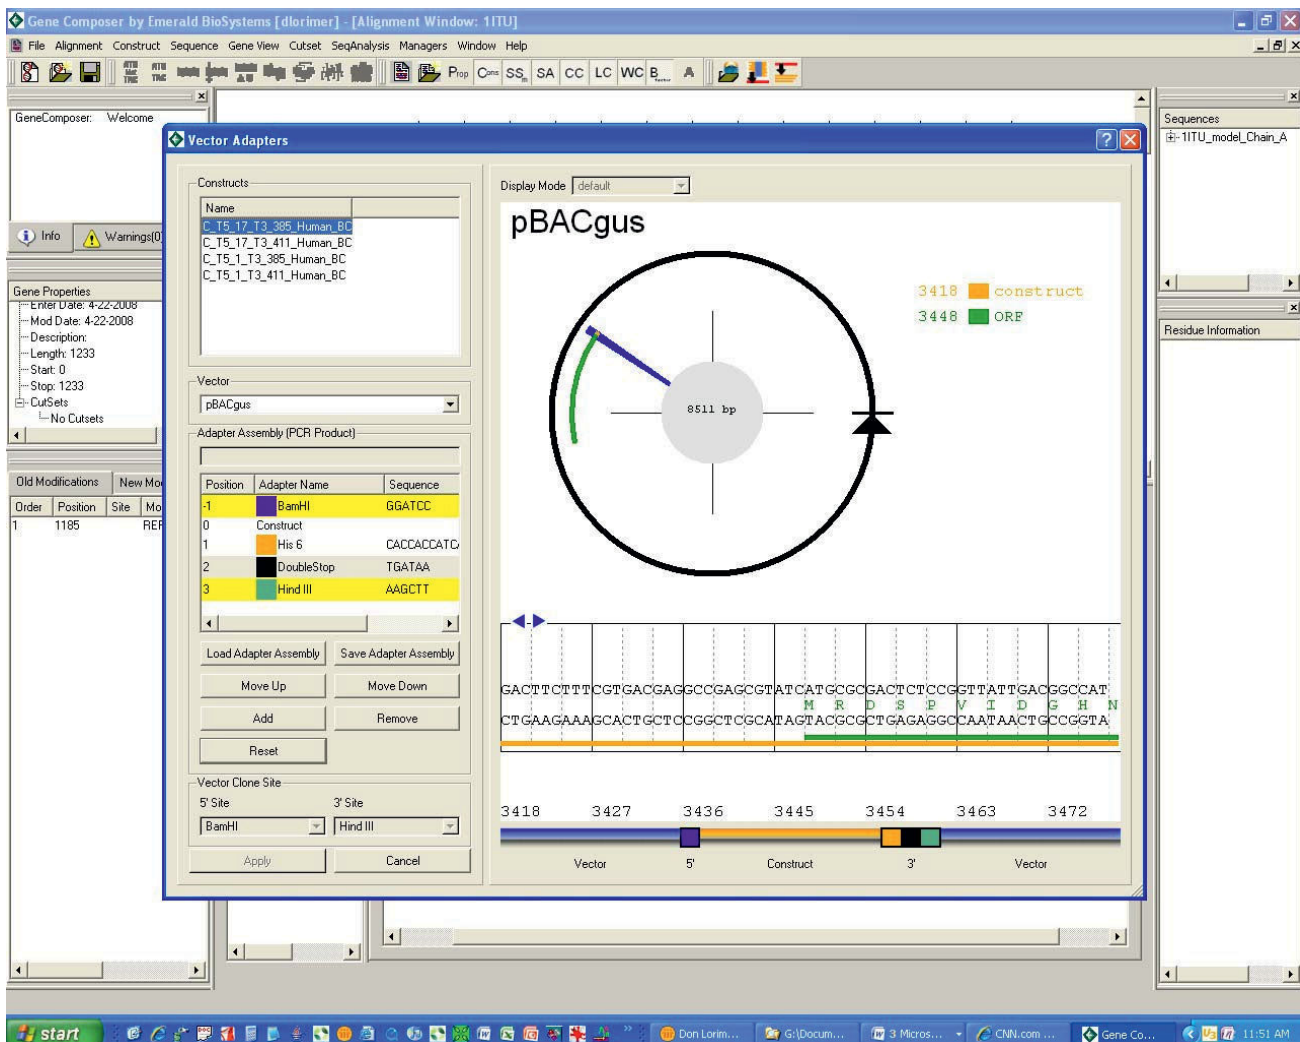 Gene Composer by Emerald BioSystems [dlorimer] - [Alignment Window: 1ITU]
File Alignment Construct Sequence Gene View Cutset SeqAnalysis Managers Window Help
Prop Cons SS SA CC LC WC B A
GeneComposer: Welcome
Info Warnings(0)
Gene Properties
Enter Date: 4-22-2008
Mod Date: 4-22-2008
Description:
Length: 1233
Start: 0
Stop: 1233
CutSets
No Cutsets
Old Modifications New Mo
Order Position Site Mo
1 1185 REF
Sequences
1ITU_model_Chain_A
Residue Information
Vector Adapters
Constructs
Name
C_T5_17_T3_385_Human_BC
C_T5_17_T3_411_Human_BC
C_T5_1_T3_385_Human_BC
C_T5_1_T3_411_Human_BC
Vector
pBACgus
Adapter Assembly (PCR Product)
Position Adapter Name Sequence
-1 BamHI GGATCC
0 Construct
1 His 6 CACCACCATC
2 DoubleStop TGATAA
3 Hind III AAGCTT
Load Adapter Assembly Save Adapter Assembly
Move Up Move Down
Add Remove
Reset
Vector Clone Site
5' Site 3' Site
BamHI Hind III
Apply Cancel
Display Mode default
pBACgus
3418 construct
3448 ORF
8511 bp
GACTTCTTTCGTGACGAGGCCGAGCGTATCATGCGCGACTCTCCGGTTATTGACGGCCAT
M R D S P V I D G H N
CTGAAGAAAGCACTGCTCCGGCTCGCATAGTACGCGCTGAGAGGCCAATAACTGCCGGTA
3418 3427 3436 3445 3454 3463 3472
Vector 5' Construct 3' Vector
start Don Lorim... G:\Docum... 3 Micros... CNN.com ... Gene Co... 11:51 AM